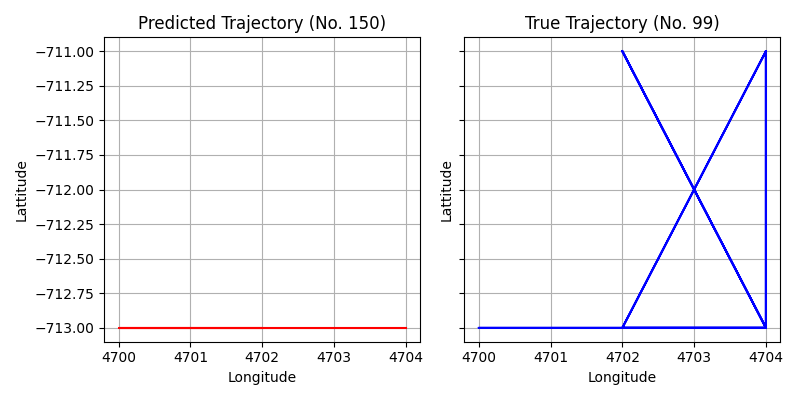 Predicted Trajectory (No. 150)
−711.00
−711.25
−711.50
−711.75
−712.00
−712.25
−712.50
−712.75
−713.00
Lattitude
4700 4701 4702 4703 4704
Longitude
True Trajectory (No. 99)
Lattitude
4700 4701 4702 4703 4704
Longitude